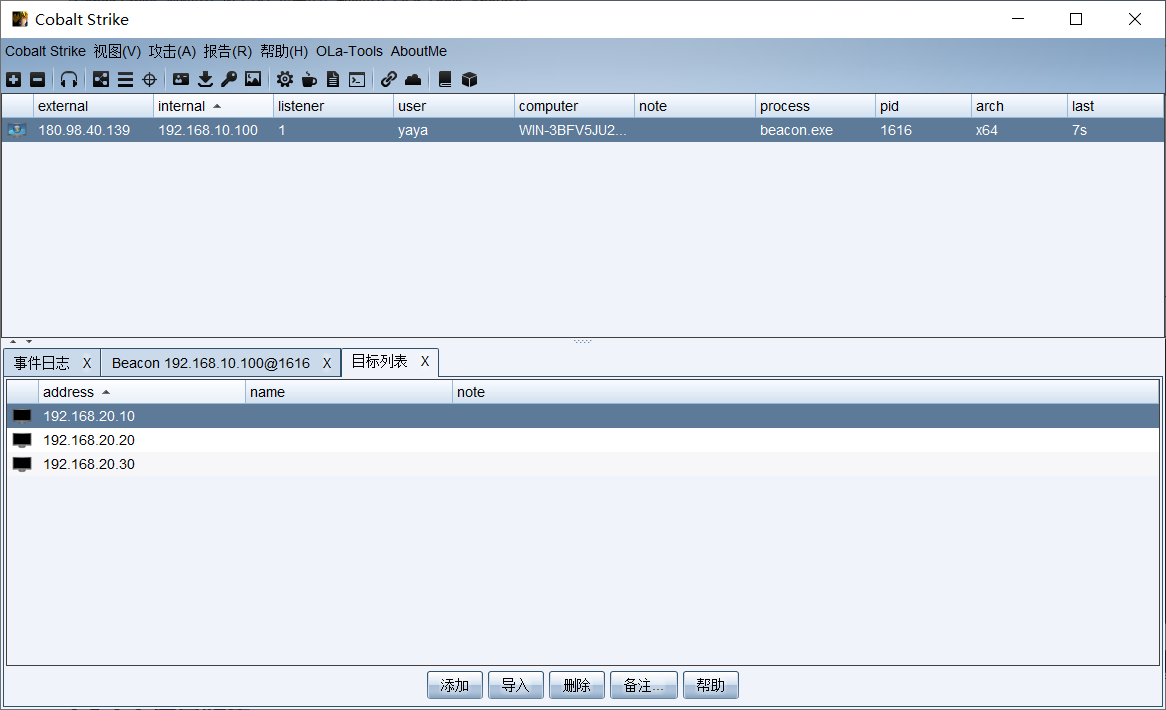 Cobalt Strike
Cobalt Strike 视图(V) 攻击(A) 报告(R) 帮助(H) OLa-Tools AboutMe
external internal listener user computer note process pid arch last
180.98.40.139 192.168.10.100 1 yaya WIN-3BFV5JU2... beacon.exe 1616 x64 7s
事件日志 X Beacon 192.168.10.100@1616 X 目标列表 X
address name note
192.168.20.10
192.168.20.20
192.168.20.30
添加 导入 删除 备注... 帮助